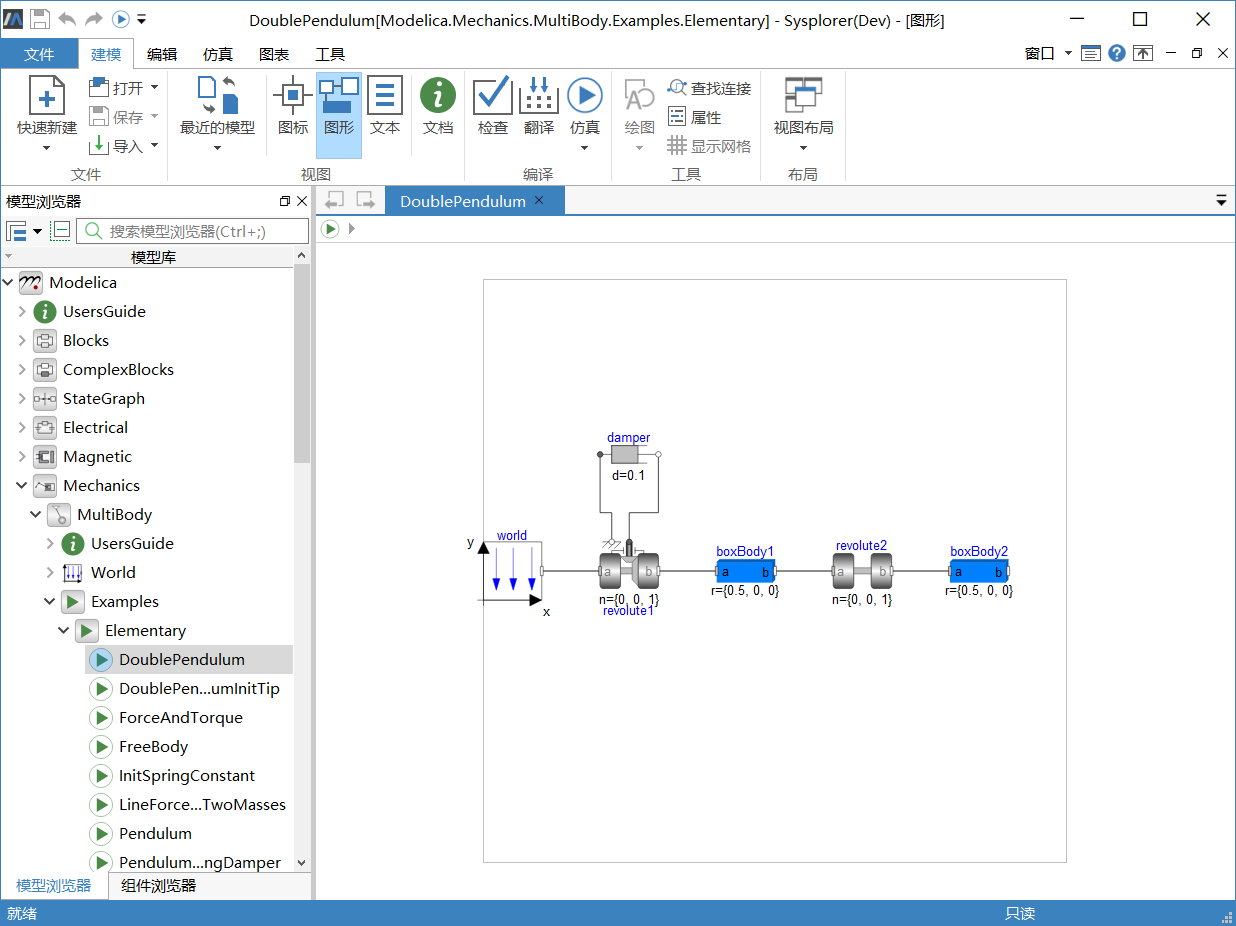 DoublePendulum[Modelica.Mechanics.MultiBody.Examples.Elementary] - Sysplorer(Dev) - [图形]
文件 建模 编辑 仿真 图表 工具 窗口
快速新建 打开 保存 导入 最近的模型 图标 图形 文本 文档 检查 翻译 仿真 绘图 查找连接 属性 显示网格 视图布局
文件 视图 编译 工具 布局
模型浏览器
DoublePendulum
搜索模型浏览器(Ctrl+;)
模型库
Modelica
UsersGuide
Blocks
ComplexBlocks
StateGraph
Electrical
Magnetic
Mechanics
MultiBody
UsersGuide
World
Examples
Elementary
DoublePendulum
DoublePen...umInitTip
ForceAndTorque
FreeBody
InitSpringConstant
LineForce...TwoMasses
Pendulum
Pendulum...ngDamper
模型浏览器 组件浏览器
damper
d=0.1
y world
x
a b
n={0, 0, 1}
revolute1
boxBody1
a b
r={0.5, 0, 0}
revolute2
a b
n={0, 0, 1}
boxBody2
a b
r={0.5, 0, 0}
就绪 只读